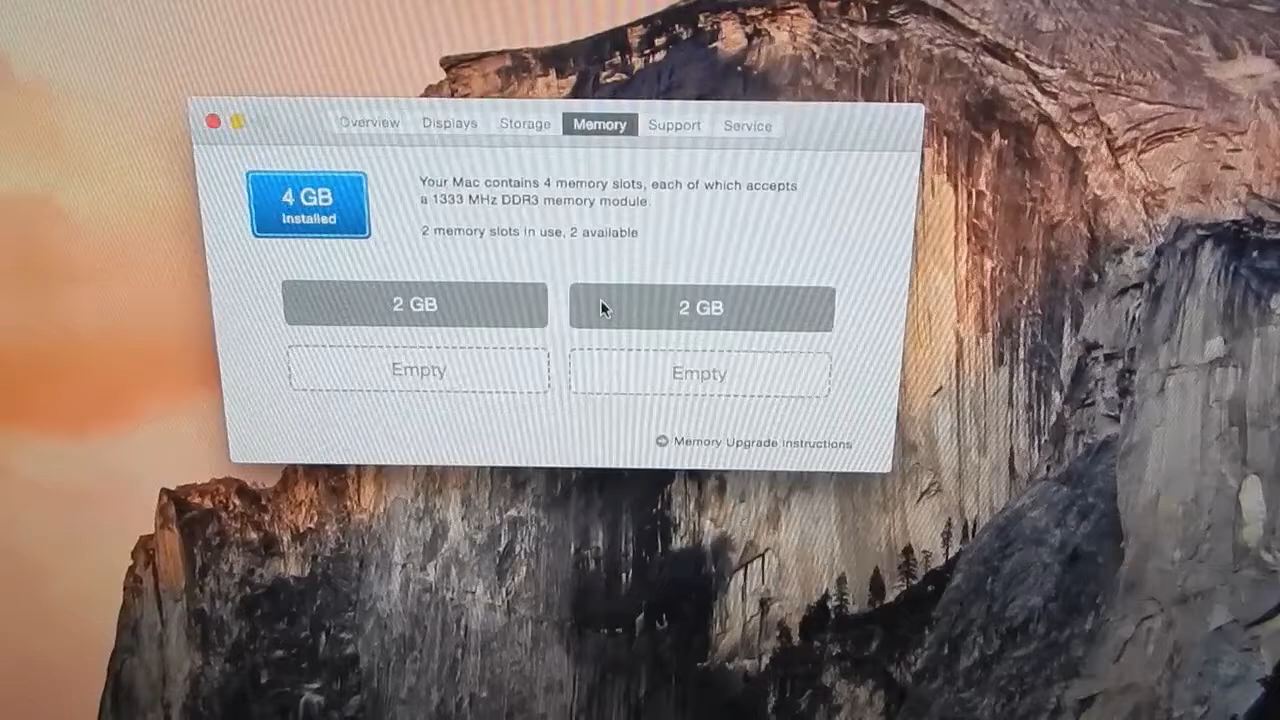 Overview Displays Storage Memory Support Service
4 GB
Installed
Your Mac contains 4 memory slots, each of which accepts
a 1333 MHz DDR3 memory module.
2 memory slots in use, 2 available
2 GB 2 GB
Empty Empty
Memory Upgrade Instructions